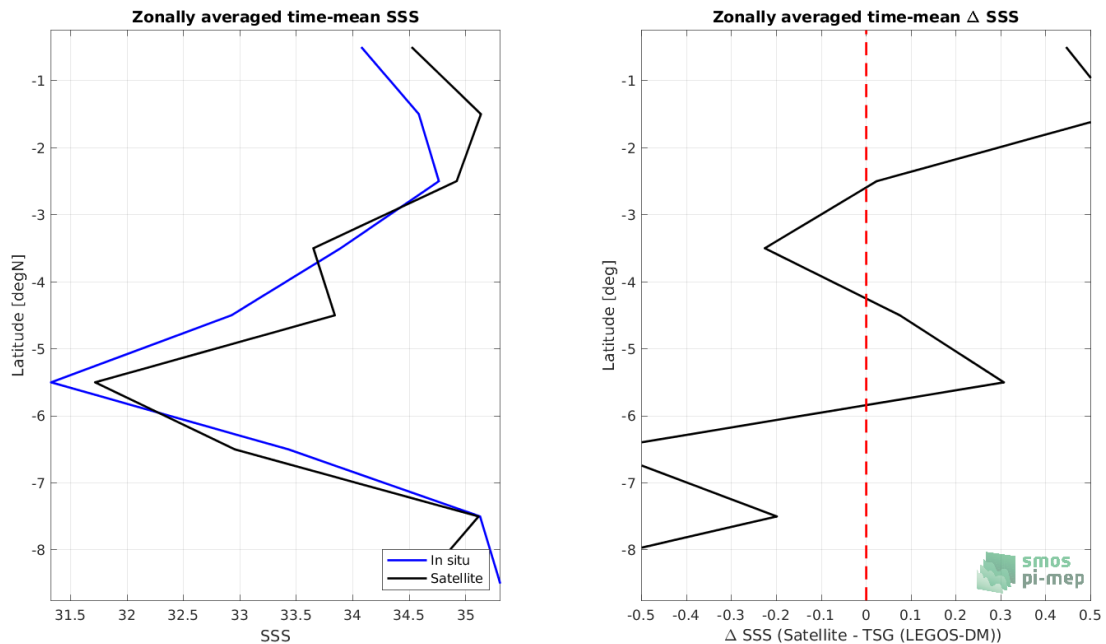 Zonally averaged time-mean SSS
-1
-2
-3
-4
-5
-6
-7
-8
Latitude [degN]
31.5 32 32.5 33 33.5 34 34.5 35
SSS
In situ
Satellite
Zonally averaged time-mean Δ SSS
-1
-2
-3
-4
-5
-6
-7
-8
Latitude [deg]
-0.5 -0.4 -0.3 -0.2 -0.1 0 0.1 0.2 0.3 0.4 0.5
Δ SSS (Satellite - TSG (LEGOS-DM))
smos
pi-mep